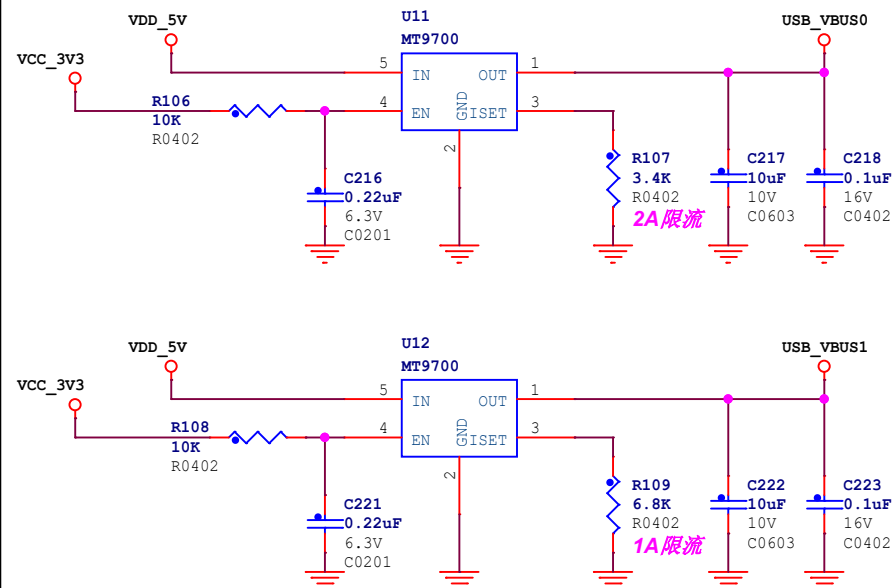 VDD_5V
U11
MT9700
USB_VBUS0
VCC_3V3
5
IN
OUT
1
R106
10K
R0402
4
EN
GND
ISET
3
2
C216
0.22uF
6.3V
C0201
R107
3.4K
R0402
2A限流
C217
10uF
10V
C0603
C218
0.1uF
16V
C0402
VDD_5V
U12
MT9700
USB_VBUS1
VCC_3V3
5
IN
OUT
1
R108
10K
R0402
4
EN
GND
ISET
3
2
C221
0.22uF
6.3V
C0201
R109
6.8K
R0402
1A限流
C222
10uF
10V
C0603
C223
0.1uF
16V
C0402